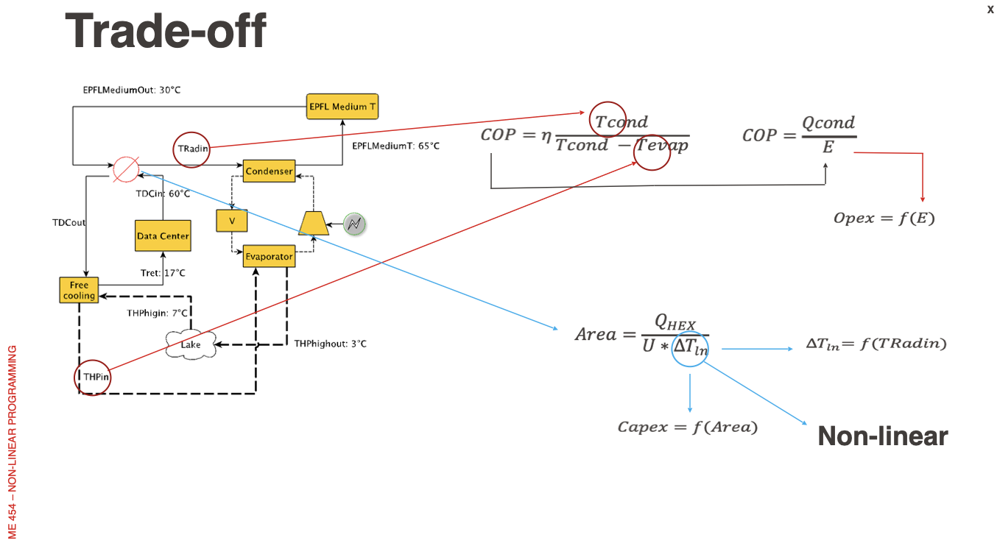 x
Trade-off
EPFLMediumOut: 30°C
EPFL Medium T
TRadin
EPFLMediumT: 65°C
Condenser
TDCin: 60°C
TDCout
V
Data Center
Evaporator
Tret: 17°C
Free
cooling
THPhigin: 7°C
Lake
THPhighout: 3°C
THPin
COP = η Tcond / Tcond − Tevap
COP = Qcond / E
Opex = f(E)
Area = Q_HEX / U * ΔT_ln
ΔT_ln = f(TRadin)
Capex = f(Area)
Non-linear
ME 454 – NON-LINEAR PROGRAMMING